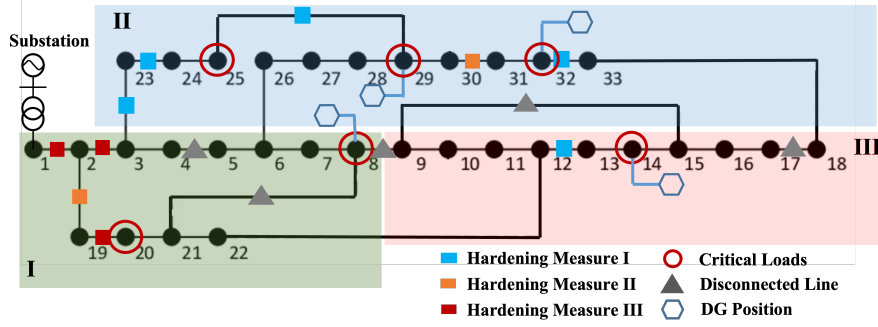 II
Substation
23 24 25 26 27 28 29 30 31 32 33
1 2 3 4 5 6 7 8 9 10 11 12 13 14 15 16 17 18
III
19 20 21 22
I
Hardening Measure I
Critical Loads
Hardening Measure II
Disconnected Line
Hardening Measure III
DG Position